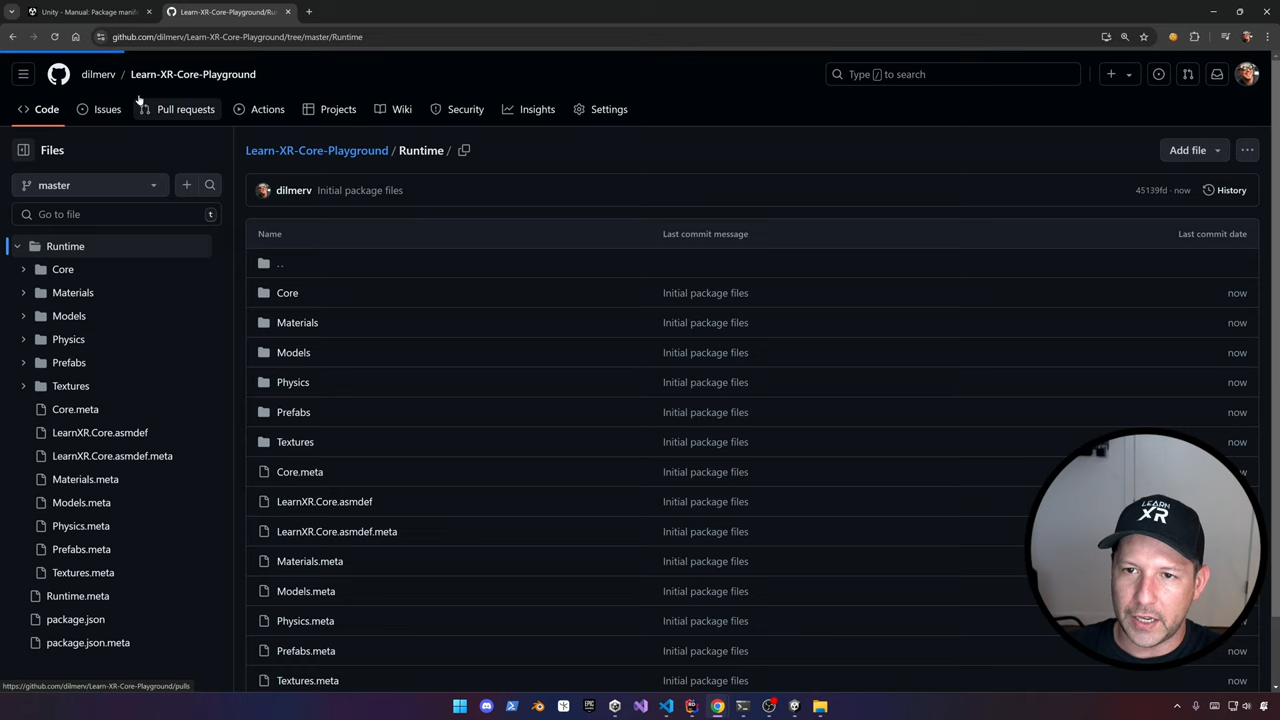 Unity - Manual: Package manif
Learn-XR-Core-Playground/Ru
github.com/dilmerv/Learn-XR-Core-Playground/tree/master/Runtime
dilmerv / Learn-XR-Core-Playground
Type / to search
Code
Issues
Pull requests
Actions
Projects
Wiki
Security
Insights
Settings
Files
Learn-XR-Core-Playground / Runtime /
Add file
master
dilmerv Initial package files
45139fd · now
History
Go to file
t
Name
Last commit message
Last commit date
Runtime
Core
Materials
Models
Physics
Prefabs
Textures
Core.meta
LearnXR.Core.asmdef
LearnXR.Core.asmdef.meta
Materials.meta
Models.meta
Physics.meta
Prefabs.meta
Textures.meta
Runtime.meta
package.json
package.json.meta
..
Core Initial package files now
Materials Initial package files now
Models Initial package files now
Physics Initial package files now
Prefabs Initial package files now
Textures Initial package files now
Core.meta Initial package files
LearnXR.Core.asmdef Initial package files
LearnXR.Core.asmdef.meta Initial package files
Materials.meta Initial package files
Models.meta Initial package files
Physics.meta Initial package files
Prefabs.meta Initial package files
Textures.meta Initial package files
LEARN
XR
https://github.com/dilmerv/Learn-XR-Core-Playground/pulls